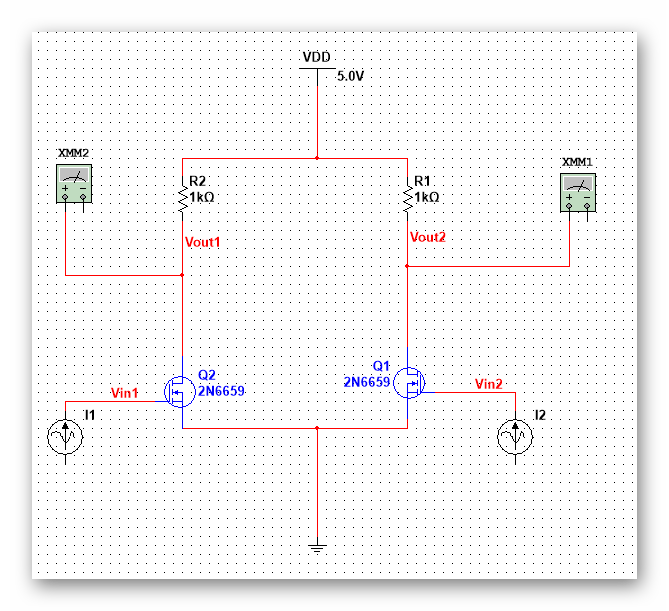 VDD
5.0V
XMM2
XMM1
R2
1kΩ
R1
1kΩ
Vout1
Vout2
Q2
2N6659
Q1
2N6659
Vin1
Vin2
I1
I2